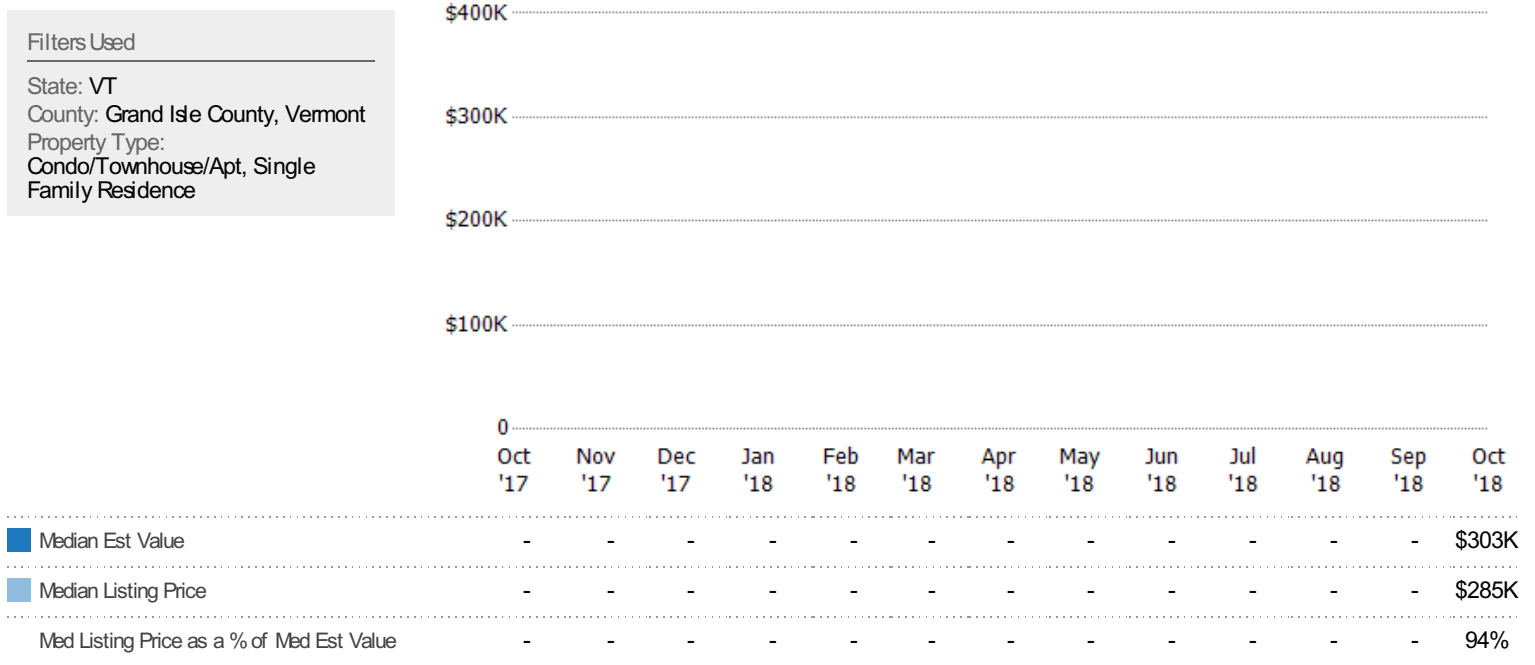 Filters Used
State: VT
County: Grand Isle County, Vermont
Property Type:
Condo/Townhouse/Apt, Single
Family Residence
$400K
$300K
$200K
$100K
0
Oct Nov Dec Jan Feb Mar Apr May Jun Jul Aug Sep Oct
'17 '17 '17 '18 '18 '18 '18 '18 '18 '18 '18 '18 '18
Median Est Value - - - - - - - - - - - - $303K
Median Listing Price - - - - - - - - - - - - $285K
Med Listing Price as a % of Med Est Value - - - - - - - - - - - - 94%